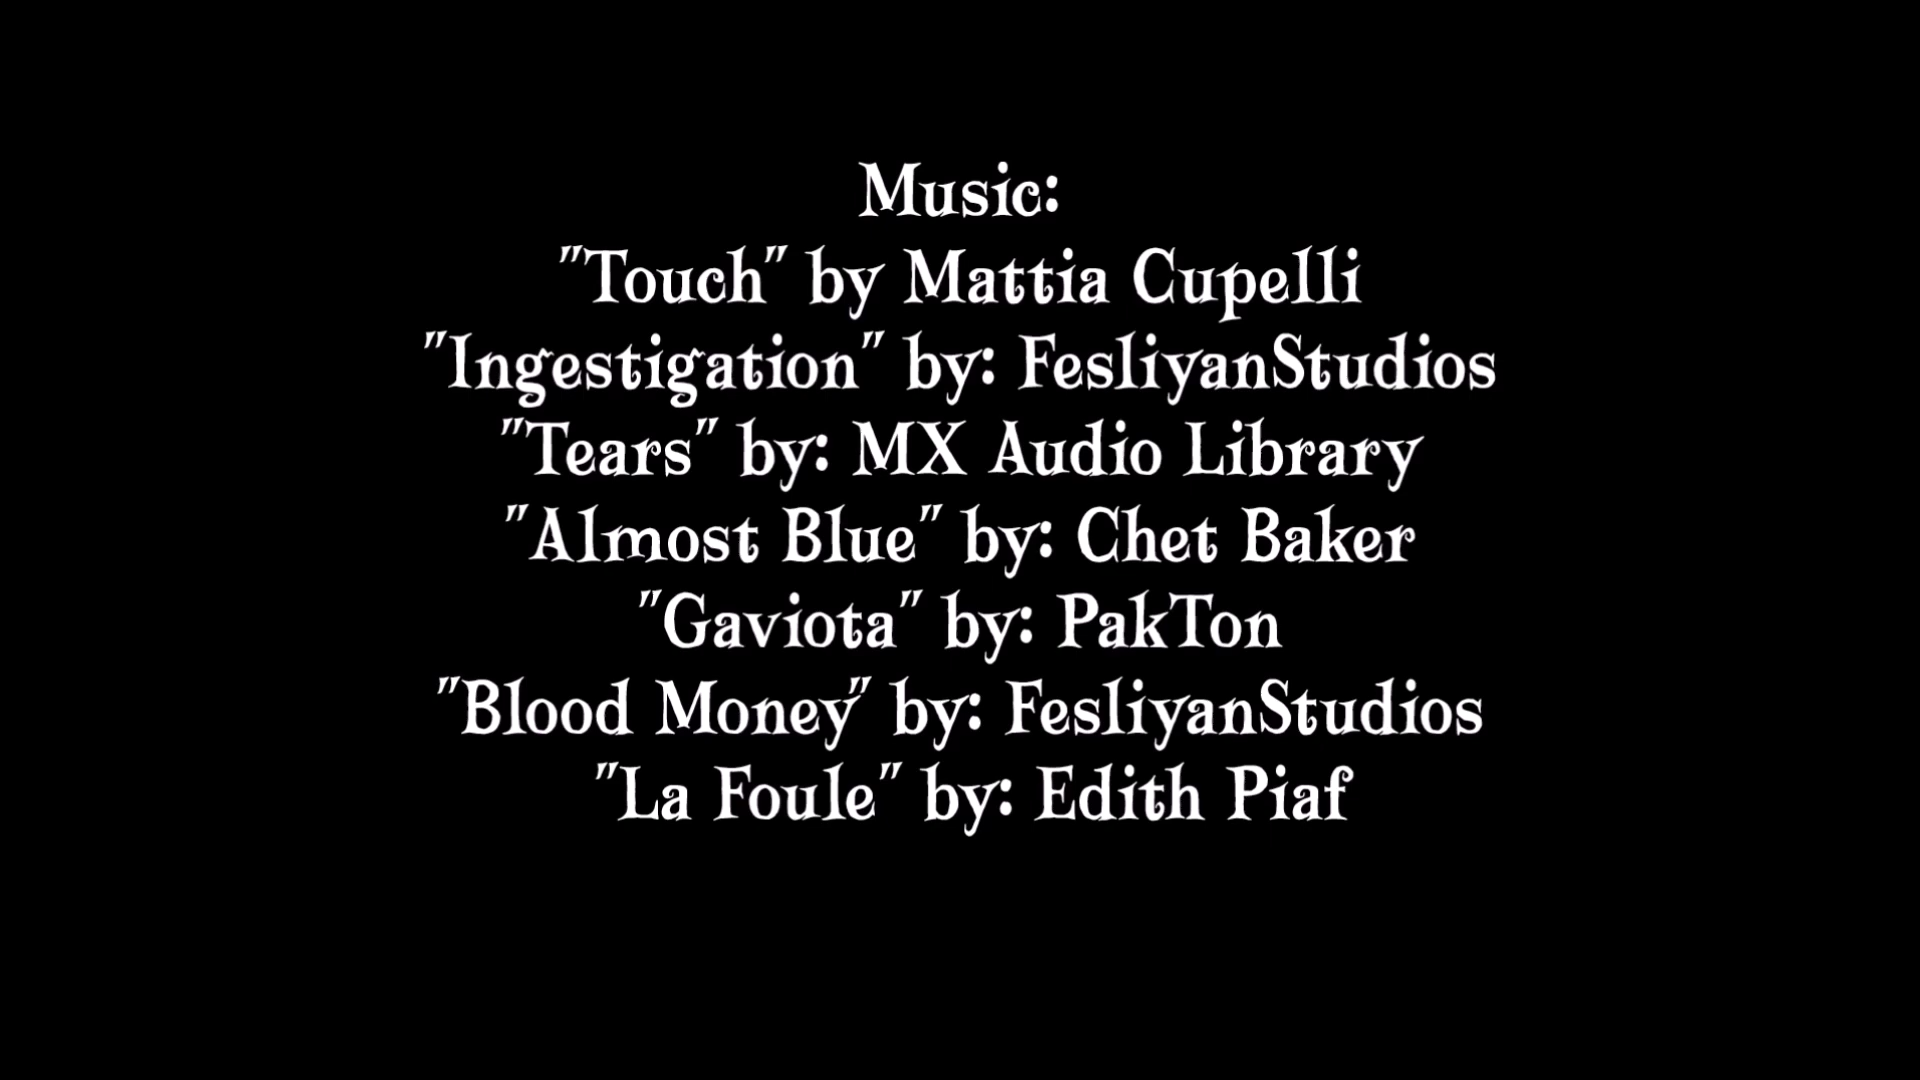 Music:
"Touch" by Mattia Cupelli
"Ingestigation" by: FesliyanStudios
"Tears" by: MX Audio Library
"Almost Blue" by: Chet Baker
"Gaviota" by: PakTon
"Blood Money" by: FesliyanStudios
"La Foule" by: Edith Piaf